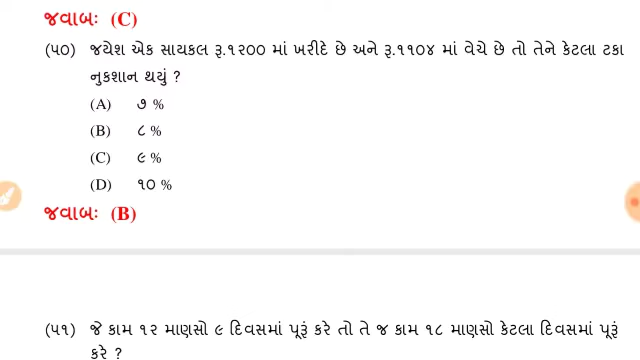 જવાબઃ (C)
(૫૦) જયેશ એક સાયકલ રૂ.૧૨૦૦ માં ખરીદે છે અને રૂ.૧૧૦૪ માં વેચે છે તો તેને કેટલા ટકા
નુકશાન થયું ?
(A) ૭ %
(B) ૮ %
(C) ૯ %
(D) ૧૦ %
જવાબઃ (B)
(૫૧) જે કામ ૧૨ માણસો ૯ દિવસમાં પૂરૂં કરે તો તે જ કામ ૧૮ માણસો કેટલા દિવસમાં પૂરૂં
કરે ?